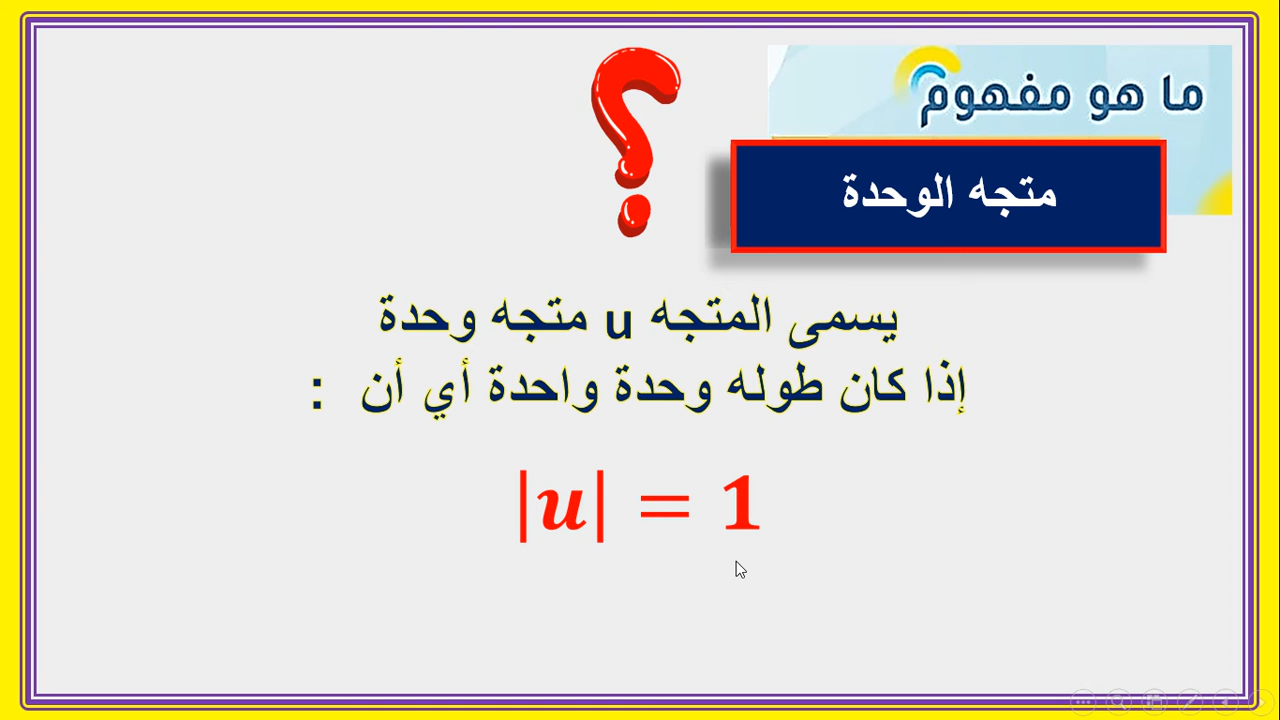 ما هو مفهوم
متجه الوحدة
؟
يسمى المتجه u متجه وحدة
إذا كان طوله وحدة واحدة أي أن :
|u| = 1